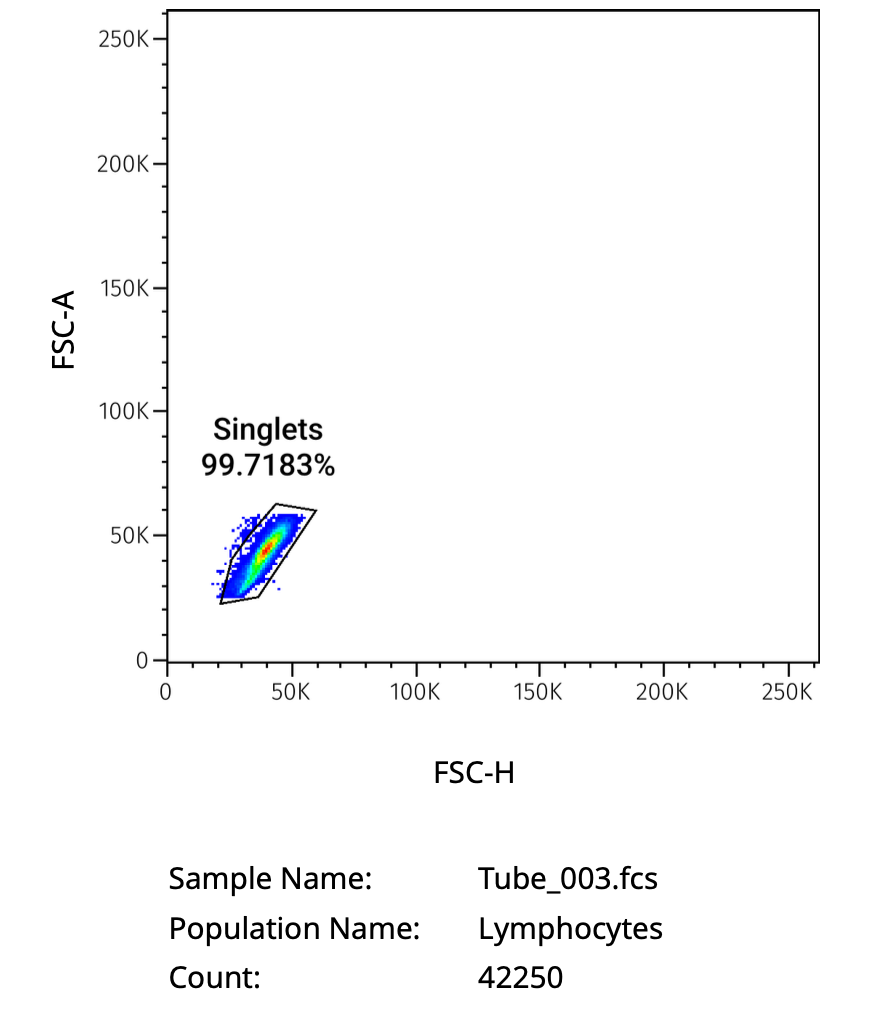 250K
200K
150K
100K
50K
0
FSC-A
Singlets
99.7183%
0 50K 100K 150K 200K 250K
FSC-H
Sample Name: Tube_003.fcs
Population Name: Lymphocytes
Count: 42250